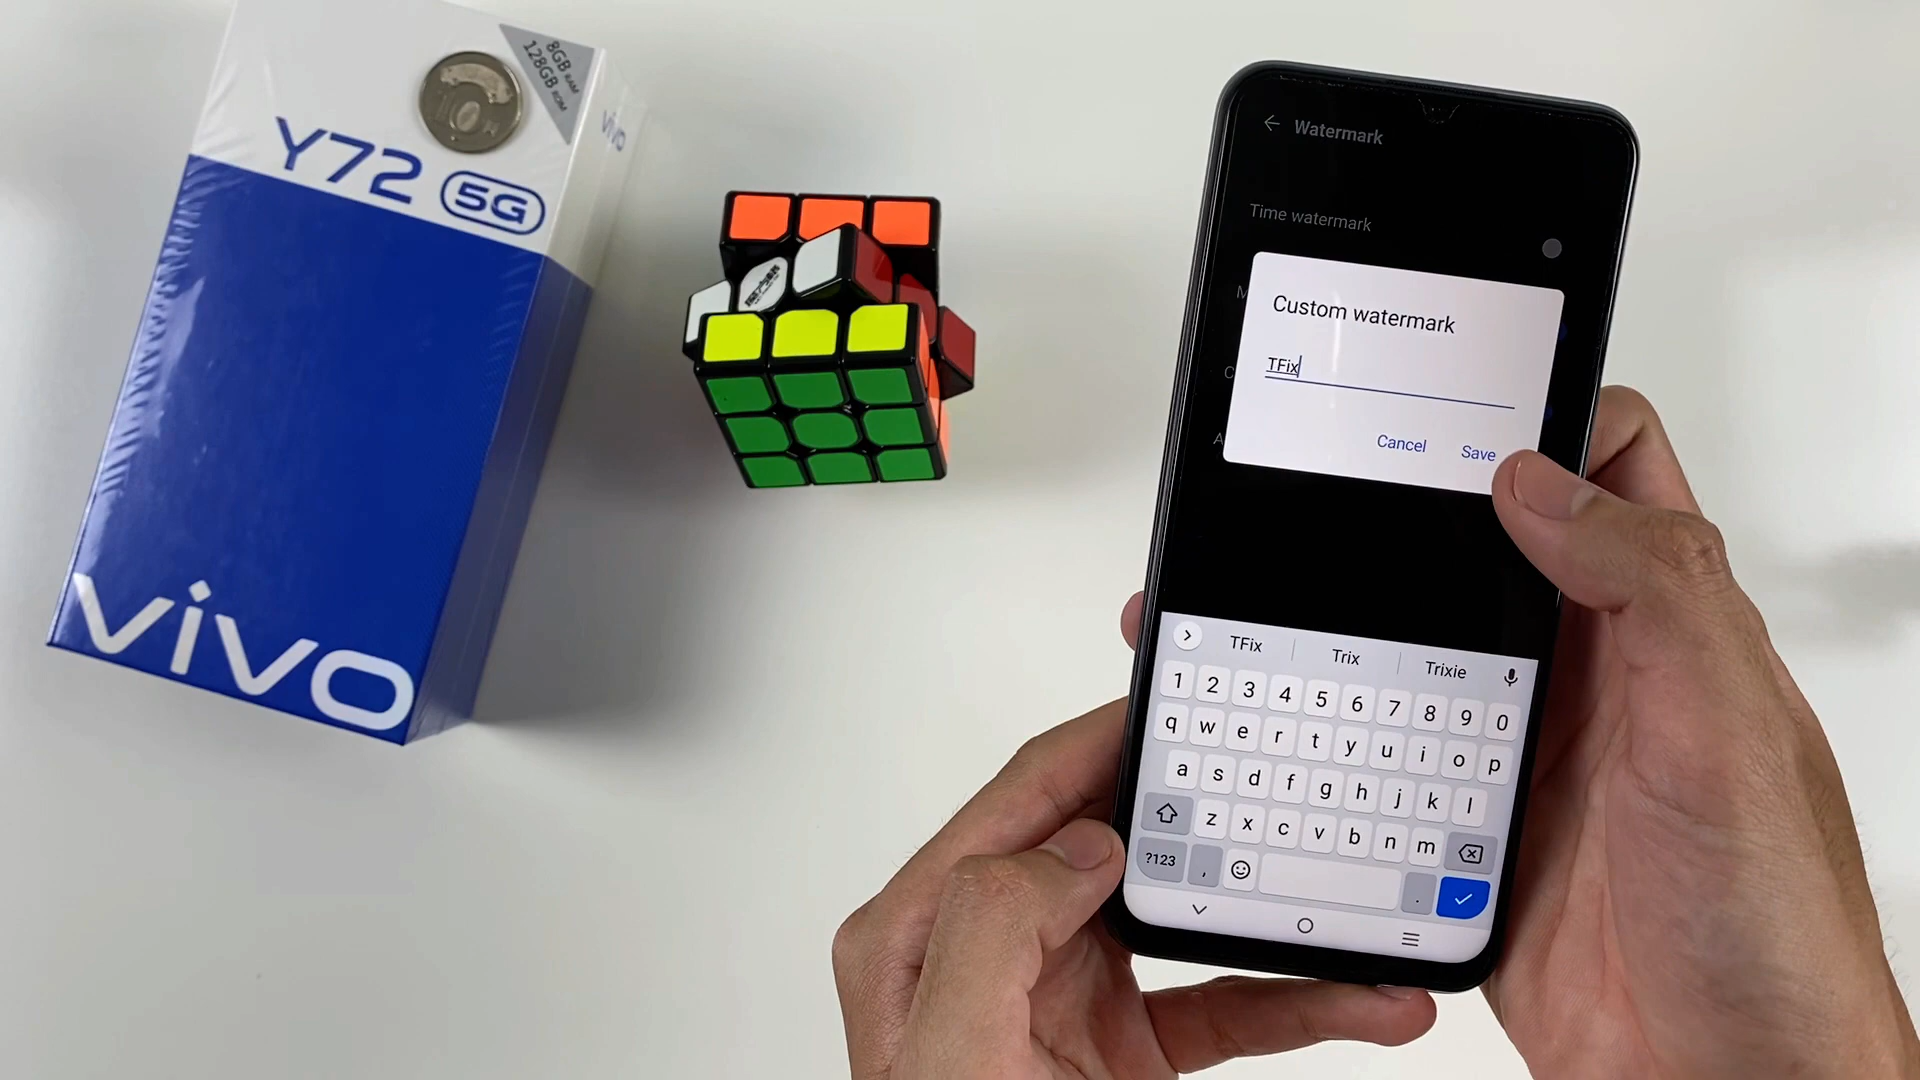 8GB RAM
128GB ROM
10
vivo
Y72 5G
vivo
Watermark
Time watermark
Custom watermark
TFix
Cancel Save
TFix Trix Trixie
1 2 3 4 5 6 7 8 9 0
q w e r t y u i o p
a s d f g h j k l
z x c v b n m
?123 , .